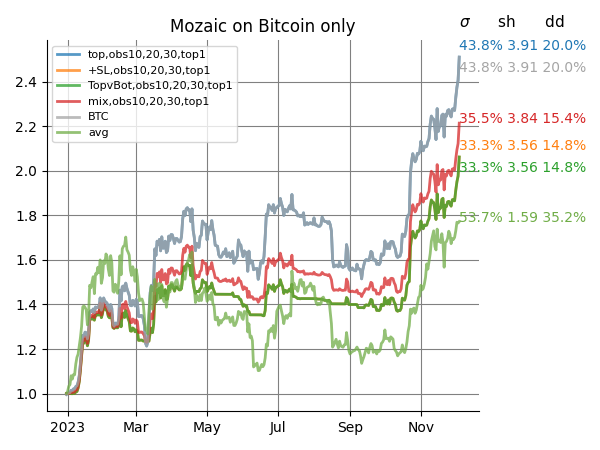 Mozaic on Bitcoin only
σ sh dd
top,obs10,20,30,top1
+SL,obs10,20,30,top1
TopvBot,obs10,20,30,top1
mix,obs10,20,30,top1
BTC
avg
43.8% 3.91 20.0%
43.8% 3.91 20.0%
35.5% 3.84 15.4%
33.3% 3.56 14.8%
33.3% 3.56 14.8%
53.7% 1.59 35.2%
2.4
2.2
2.0
1.8
1.6
1.4
1.2
1.0
2023 Mar May Jul Sep Nov